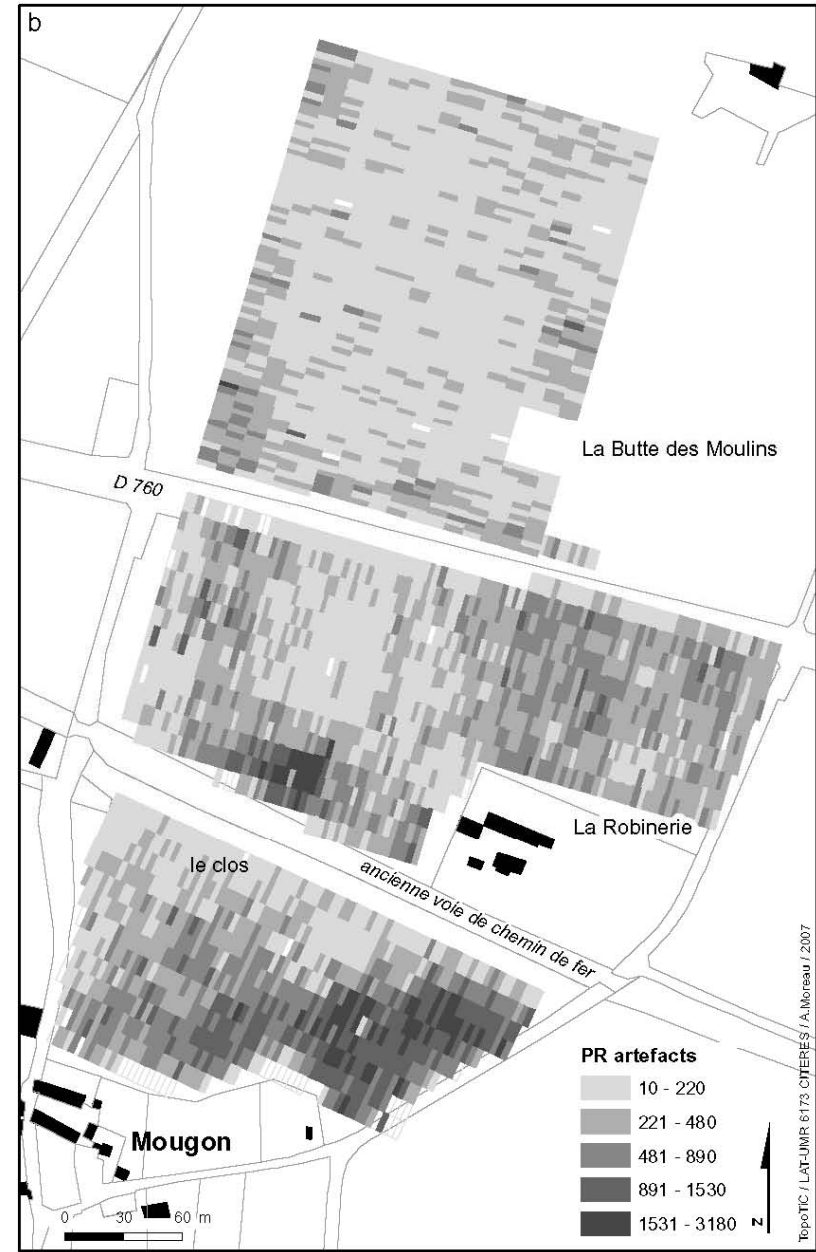 b
La Butte des Moulins
D 760
La Robinerie
le clos
ancienne voie de chemin de fer
Mougon
0 30 60 m
PR artefacts
10 - 220
221 - 480
481 - 890
891 - 1530
1531 - 3180
N
TopoTIC / LAT-UMR 6173 CITERES / A.Moreau / 2007